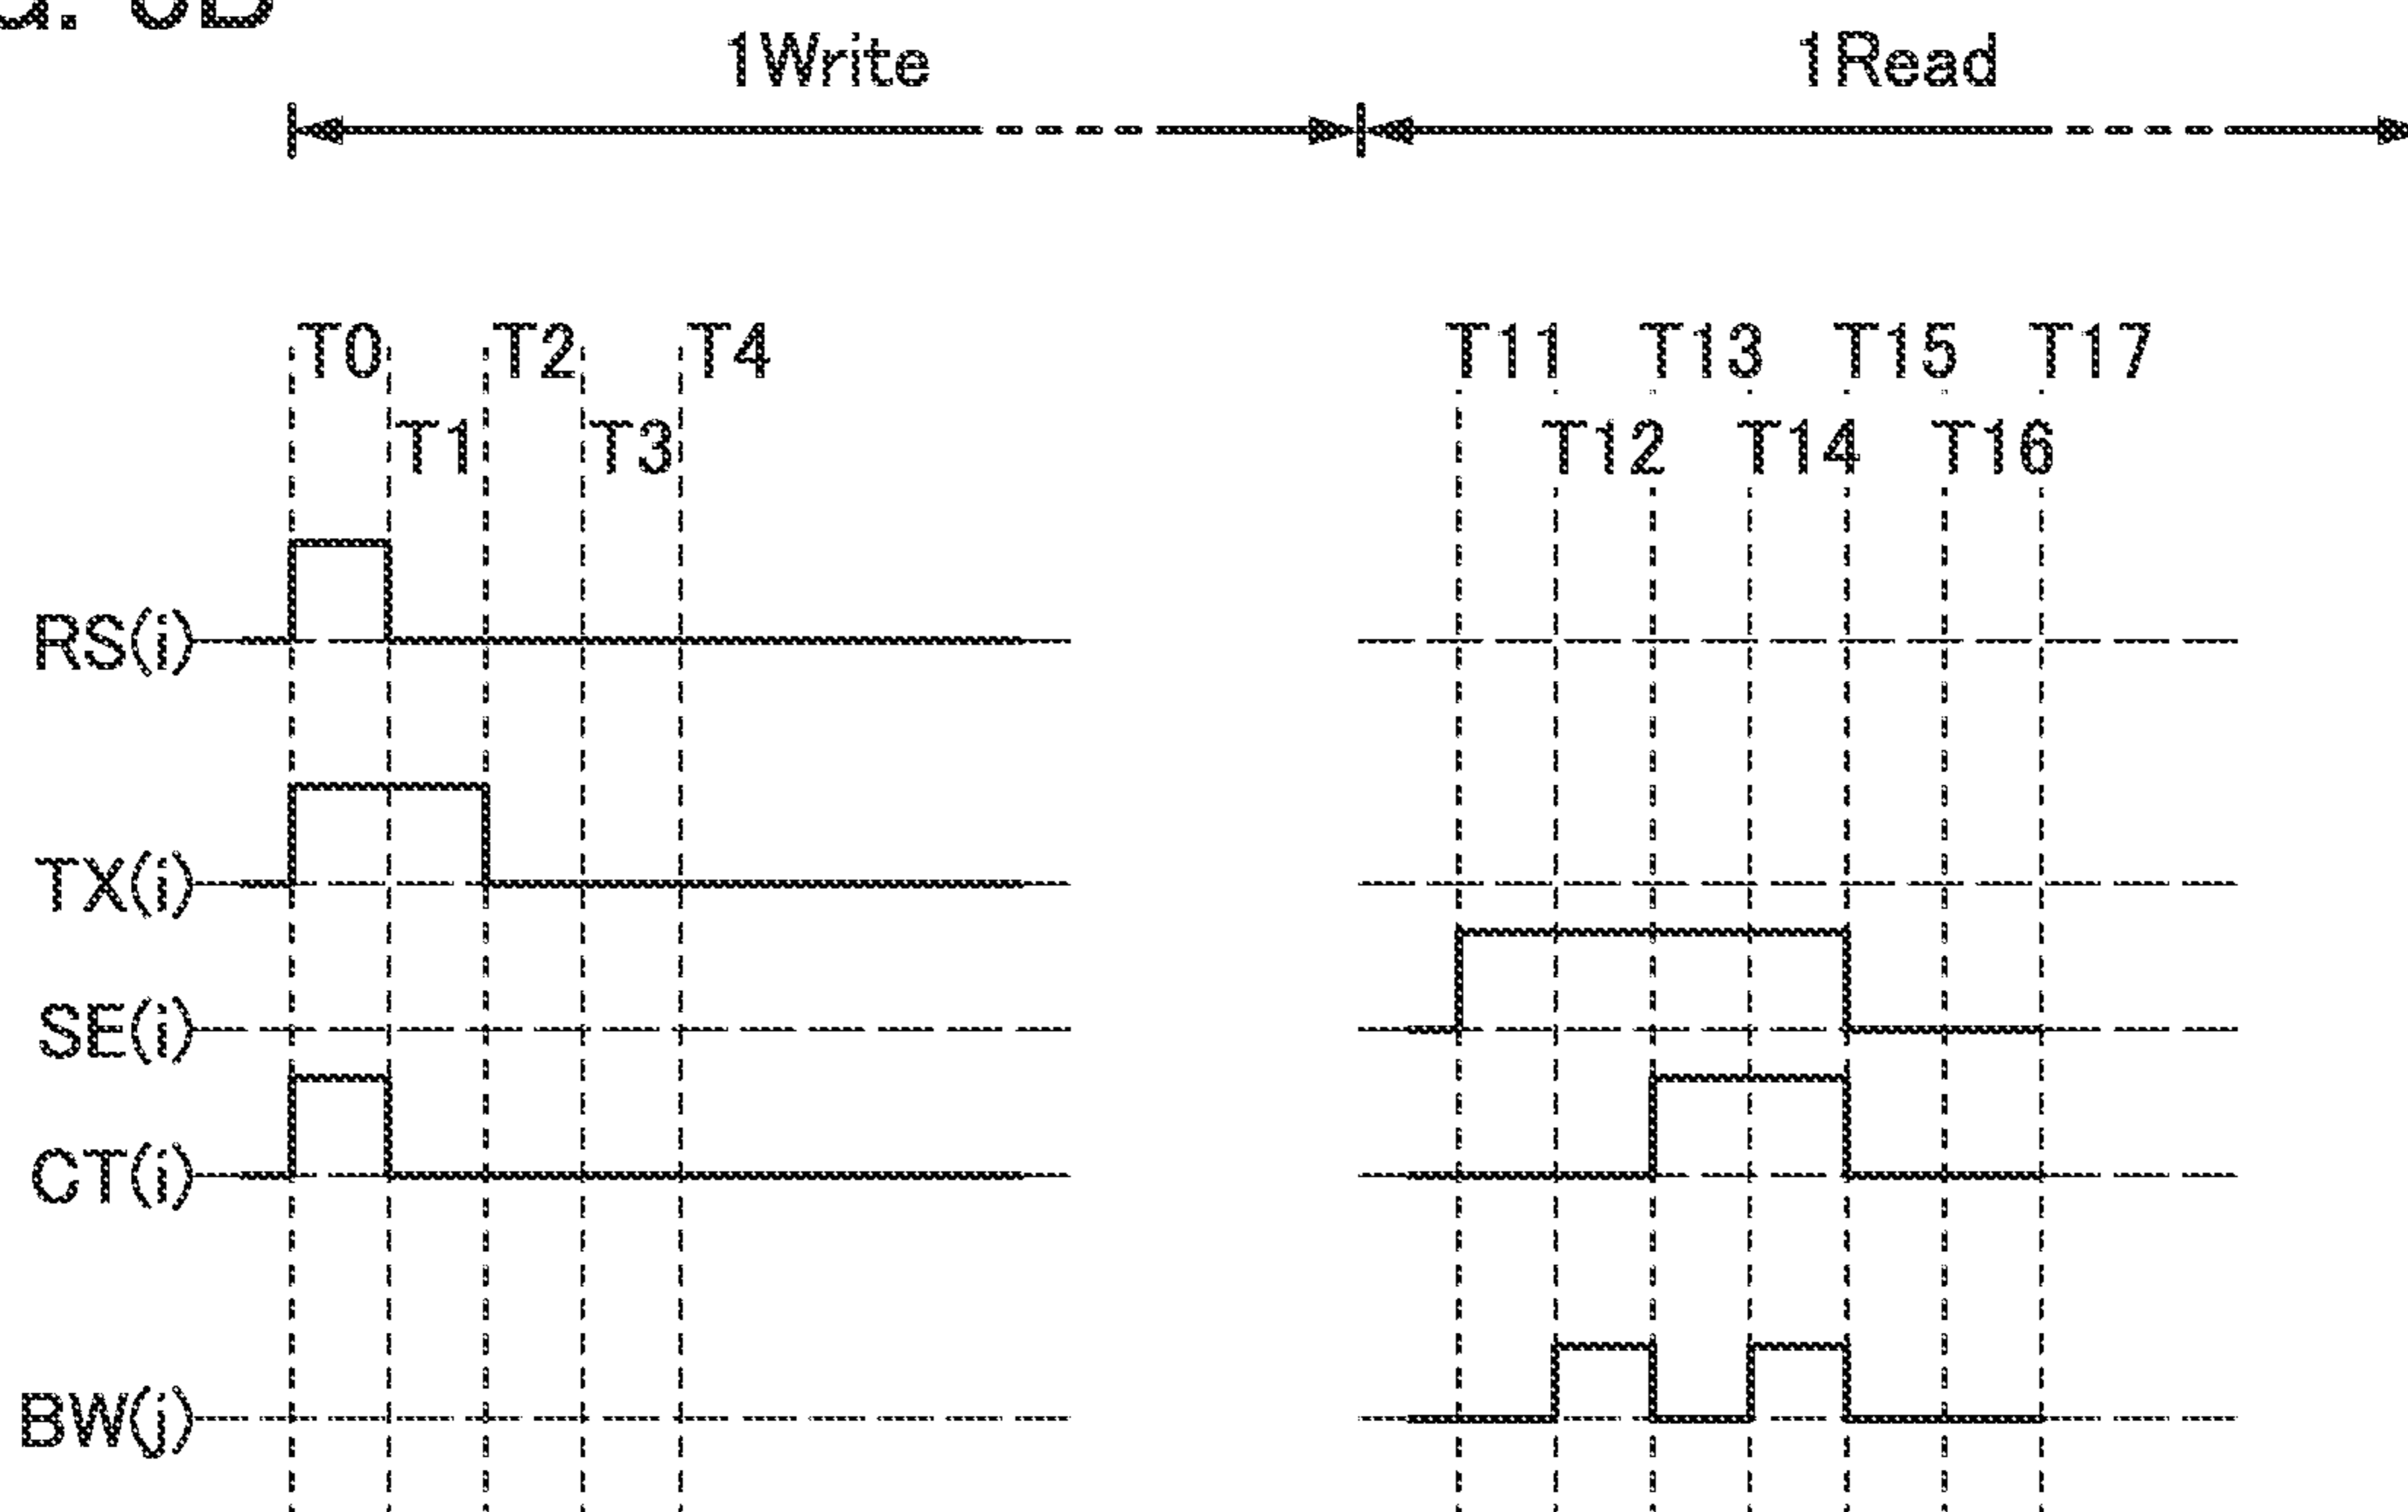 1Write 1Read
T0 T2 T4 T11 T13 T15 T17
T1 T3 T12 T14 T16
RS(i)
TX(i)
SE(i)
CT(i)
BW(j)